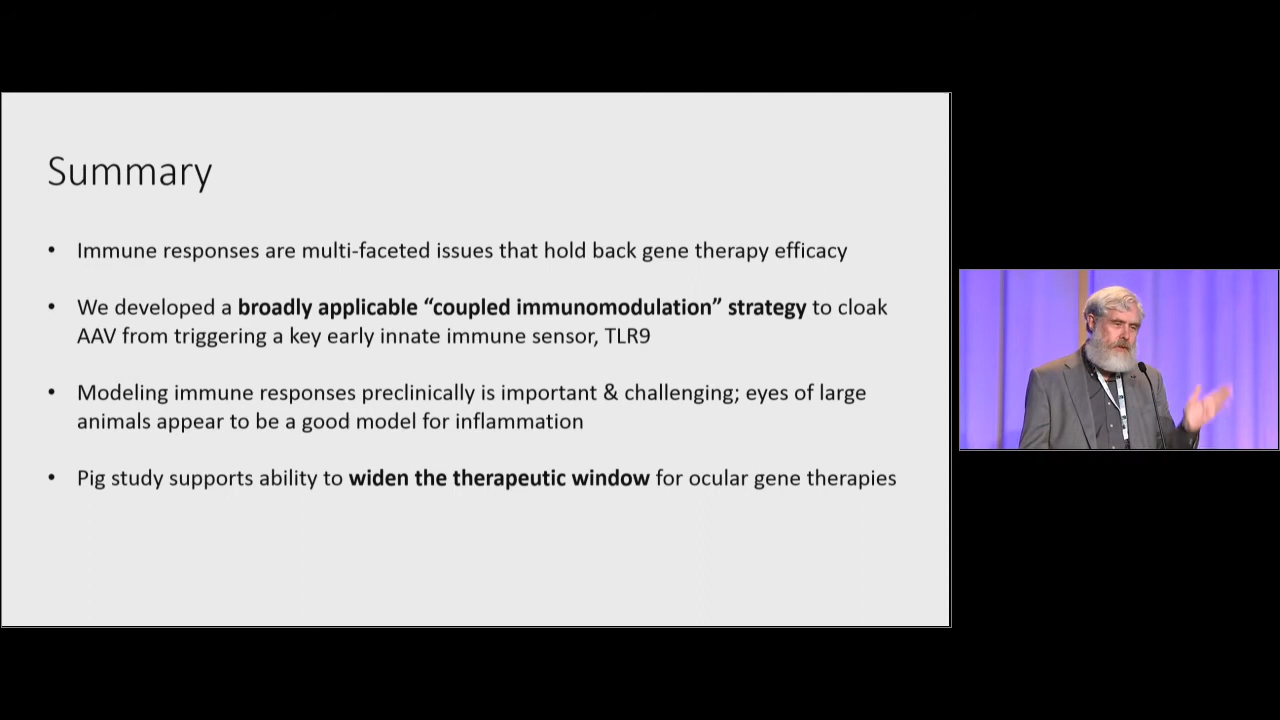 Summary
• Immune responses are multi-faceted issues that hold back gene therapy efficacy
• We developed a broadly applicable “coupled immunomodulation” strategy to cloak
AAV from triggering a key early innate immune sensor, TLR9
• Modeling immune responses preclinically is important & challenging; eyes of large
animals appear to be a good model for inflammation
• Pig study supports ability to widen the therapeutic window for ocular gene therapies